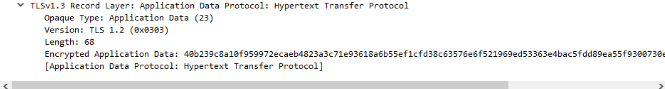 TLSv1.3 Record Layer: Application Data Protocol: Hypertext Transfer Protocol
Opaque Type: Application Data (23)
Version: TLS 1.2 (0x0303)
Length: 68
Encrypted Application Data: 40b239c8a10f959972ecaeb4823a3c71e93618a6b55ef1cfd38c63576e6f521969ed53363e4bac5fdd89ea55f9300730e
[Application Data Protocol: Hypertext Transfer Protocol]